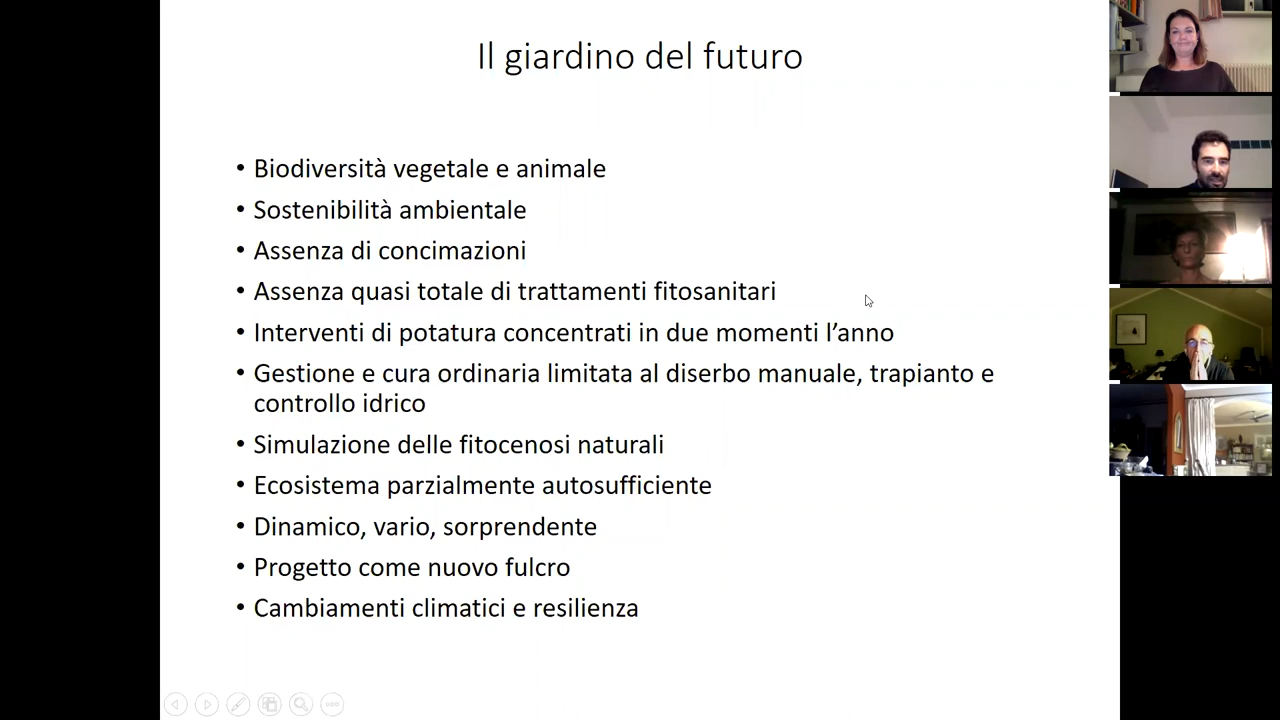 Il giardino del futuro
• Biodiversità vegetale e animale
• Sostenibilità ambientale
• Assenza di concimazioni
• Assenza quasi totale di trattamenti fitosanitari
• Interventi di potatura concentrati in due momenti l’anno
• Gestione e cura ordinaria limitata al diserbo manuale, trapianto e
controllo idrico
• Simulazione delle fitocenosi naturali
• Ecosistema parzialmente autosufficiente
• Dinamico, vario, sorprendente
• Progetto come nuovo fulcro
• Cambiamenti climatici e resilienza